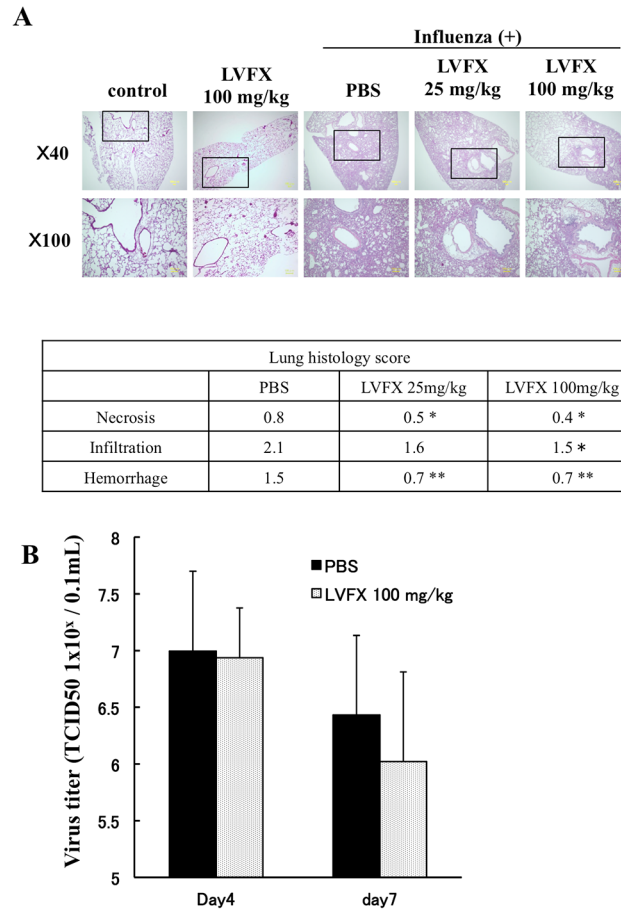 A
Influenza (+)
control
LVFX
100 mg/kg
PBS
LVFX
25 mg/kg
LVFX
100 mg/kg
X40
X100
Lung histology score
PBS LVFX 25mg/kg LVFX 100mg/kg
Necrosis 0.8 0.5 * 0.4 *
Infiltration 2.1 1.6 1.5 *
Hemorrhage 1.5 0.7 ** 0.7 **
B
Virus titer (TCID50 1x10ˣ / 0.1mL)
8
7.5
7
6.5
6
5.5
5
PBS
LVFX 100 mg/kg
Day4 day7